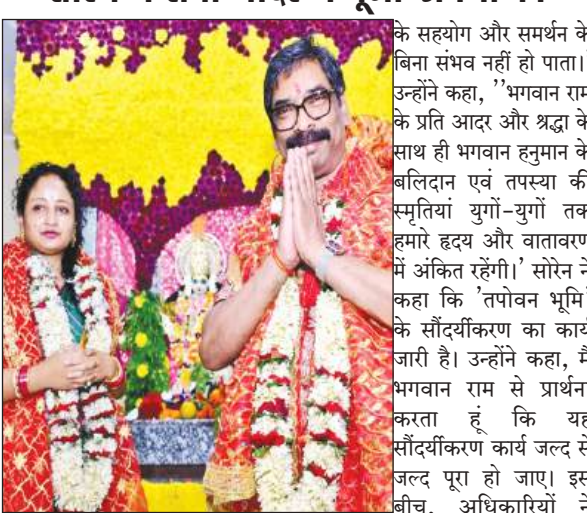 के सहयोग और समर्थन के
बिना संभव नहीं हो पाता।
उन्होंने कहा, ''भगवान राम
के प्रति आदर और श्रद्धा के
साथ ही भगवान हनुमान के
बलिदान एवं तपस्या की
स्मृतियां युगों-युगों तक
हमारे हृदय और वातावरण
में अंकित रहेंगी।' सोरेन ने
कहा कि 'तपोवन भूमि'
के सौंदर्यीकरण का कार्य
जारी है। उन्होंने कहा, मैं
भगवान राम से प्रार्थना
करता हूं कि यह
सौंदर्यीकरण कार्य जल्द से
जल्द पूरा हो जाए। इस
बीच, अधिकारियों ने